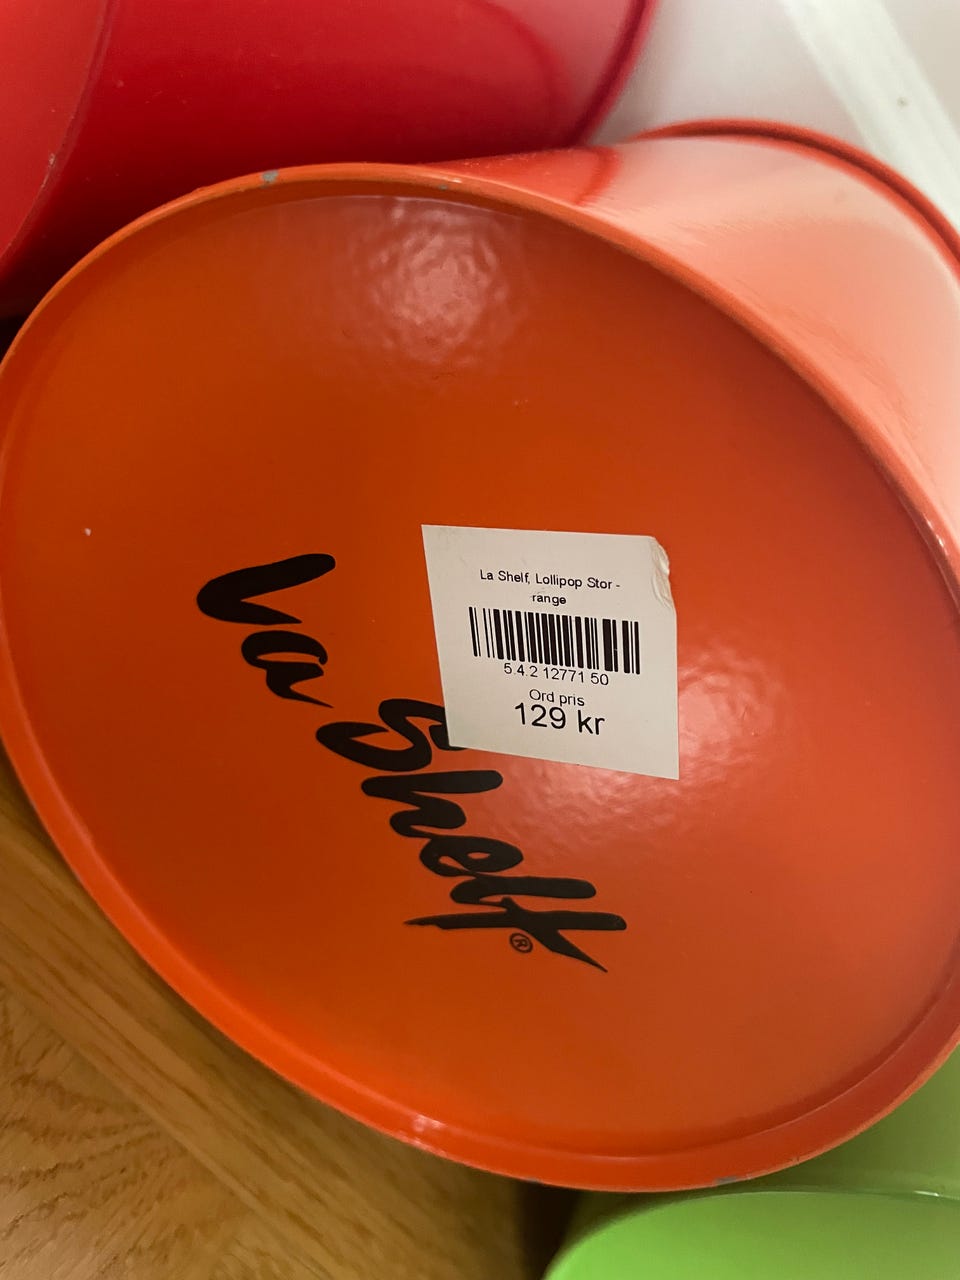 La Shelf, Lollipop Stor -
range
5.4.2 12771 50
Ord pris
129 kr
La Shelf®